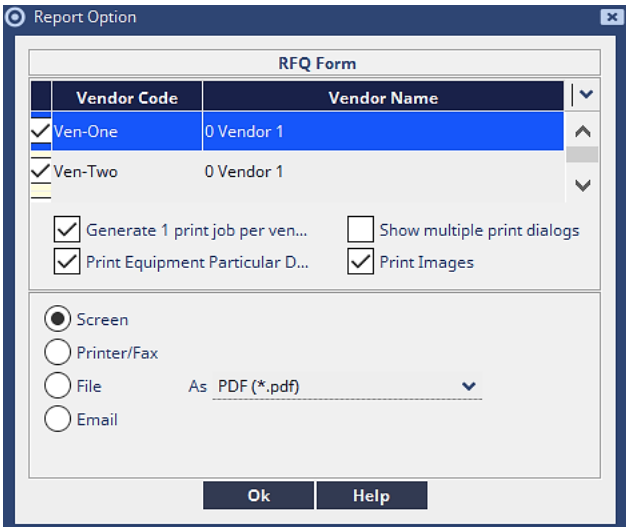 Report Option
RFQ Form
Vendor Code Vendor Name
Ven-One 0 Vendor 1
Ven-Two 0 Vendor 1
Generate 1 print job per ven... Show multiple print dialogs
Print Equipment Particular D... Print Images
Screen
Printer/Fax
File As PDF (*.pdf)
Email
Ok Help